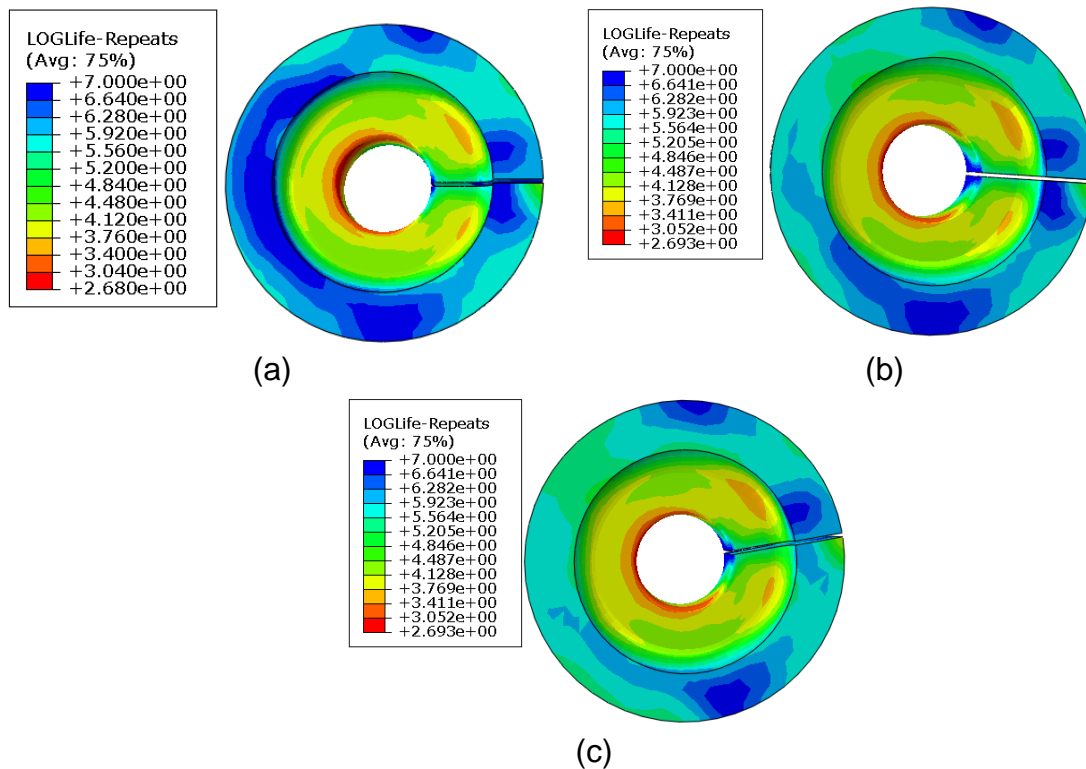 LOGLife-Repeats
(Avg: 75%)
+7.000e+00
+6.640e+00
+6.280e+00
+5.920e+00
+5.560e+00
+5.200e+00
+4.840e+00
+4.480e+00
+4.120e+00
+3.760e+00
+3.400e+00
+3.040e+00
+2.680e+00
(a)
LOGLife-Repeats
(Avg: 75%)
+7.000e+00
+6.641e+00
+6.282e+00
+5.923e+00
+5.564e+00
+5.205e+00
+4.846e+00
+4.487e+00
+4.128e+00
+3.769e+00
+3.411e+00
+3.052e+00
+2.693e+00
(b)
LOGLife-Repeats
(Avg: 75%)
+7.000e+00
+6.641e+00
+6.282e+00
+5.923e+00
+5.564e+00
+5.205e+00
+4.846e+00
+4.487e+00
+4.128e+00
+3.769e+00
+3.411e+00
+3.052e+00
+2.693e+00
(c)